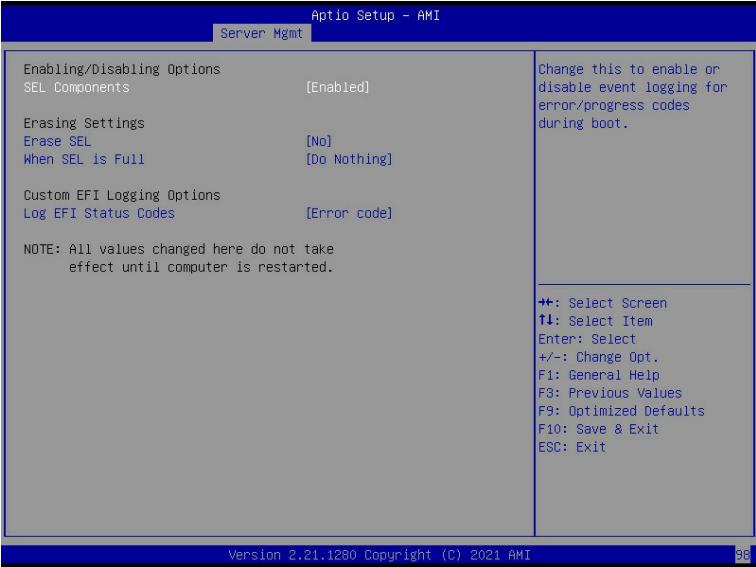 Aptio Setup – AMI
Server Mgmt
Enabling/Disabling Options
SEL Components [Enabled]
Erasing Settings
Erase SEL [No]
When SEL is Full [Do Nothing]
Custom EFI Logging Options
Log EFI Status Codes [Error code]
NOTE: All values changed here do not take
effect until computer is restarted.
Change this to enable or
disable event logging for
error/progress codes
during boot.
→←: Select Screen
↑↓: Select Item
Enter: Select
+/-: Change Opt.
F1: General Help
F3: Previous Values
F9: Optimized Defaults
F10: Save & Exit
ESC: Exit
Version 2.21.1280 Copyright (C) 2021 AMI
98